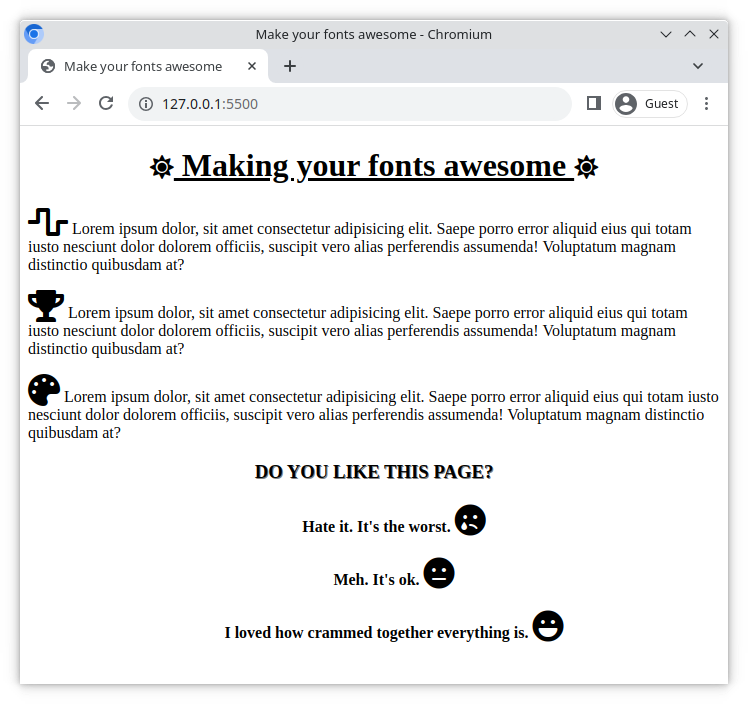 Make your fonts awesome - Chromium
Make your fonts awesome
127.0.0.1:5500
Guest
Making your fonts awesome
Lorem ipsum dolor, sit amet consectetur adipisicing elit. Saepe porro error aliquid eius qui totam
iusto nesciunt dolor dolorem officiis, suscipit vero alias perferendis assumenda! Voluptatum magnam
distinctio quibusdam at?
Lorem ipsum dolor, sit amet consectetur adipisicing elit. Saepe porro error aliquid eius qui totam
iusto nesciunt dolor dolorem officiis, suscipit vero alias perferendis assumenda! Voluptatum magnam
distinctio quibusdam at?
Lorem ipsum dolor, sit amet consectetur adipisicing elit. Saepe porro error aliquid eius qui totam iusto
nesciunt dolor dolorem officiis, suscipit vero alias perferendis assumenda! Voluptatum magnam distinctio
quibusdam at?
DO YOU LIKE THIS PAGE?
Hate it. It's the worst.
Meh. It's ok.
I loved how crammed together everything is.